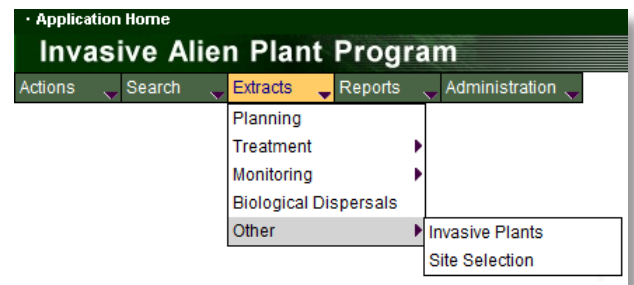 · Application Home
Invasive Alien Plant Program
Actions Search Extracts Reports Administration
Planning
Treatment
Monitoring
Biological Dispersals
Other
Invasive Plants
Site Selection